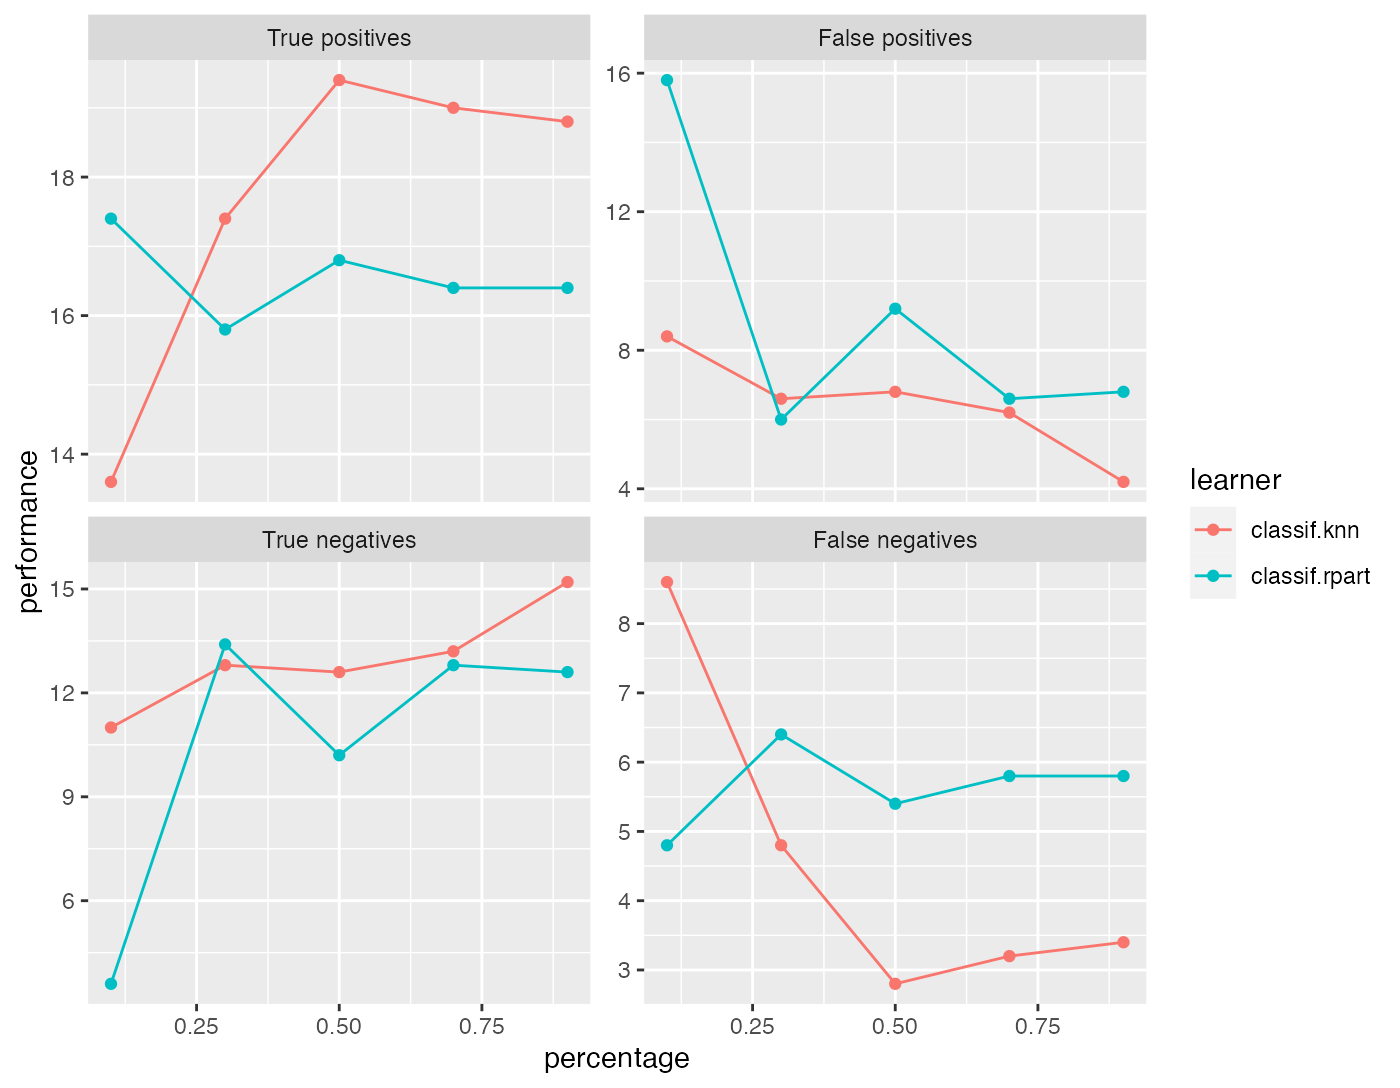 True positives
False positives
18
16
14
16
12
8
4
performance
True negatives
False negatives
15
12
9
6
8
7
6
5
4
3
0.25 0.50 0.75
0.25 0.50 0.75
percentage
learner
classif.knn
classif.rpart